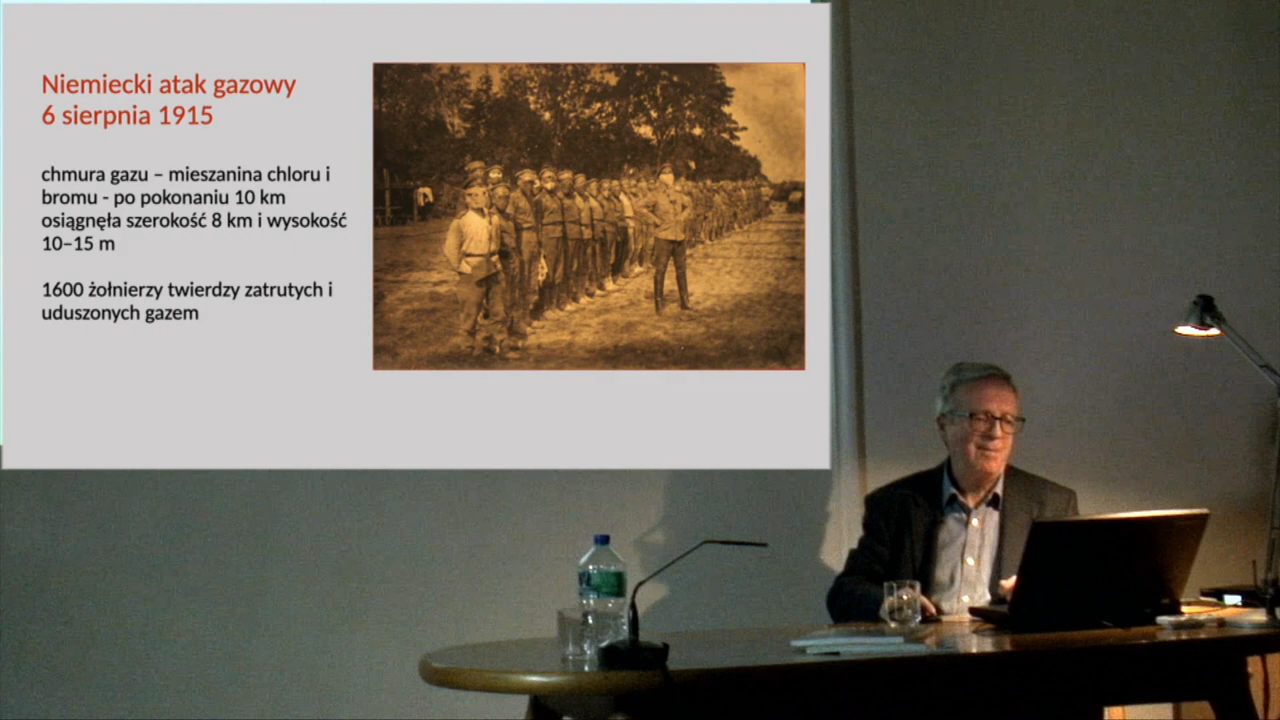 Niemiecki atak gazowy
6 sierpnia 1915
chmura gazu – mieszanina chloru i
bromu - po pokonaniu 10 km
osiągnęła szerokość 8 km i wysokość
10–15 m
1600 żołnierzy twierdzy zatrutych i
uduszonych gazem